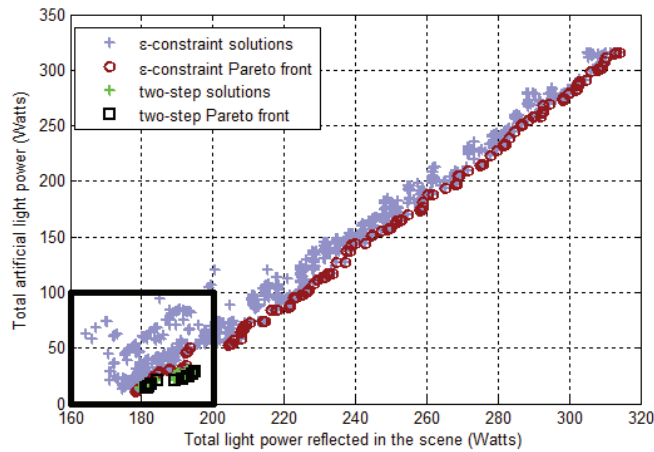 ε-constraint solutions
ε-constraint Pareto front
two-step solutions
two-step Pareto front
Total artificial light power (Watts)
350
300
250
200
150
100
50
0
160 180 200 220 240 260 280 300 320
Total light power reflected in the scene (Watts)